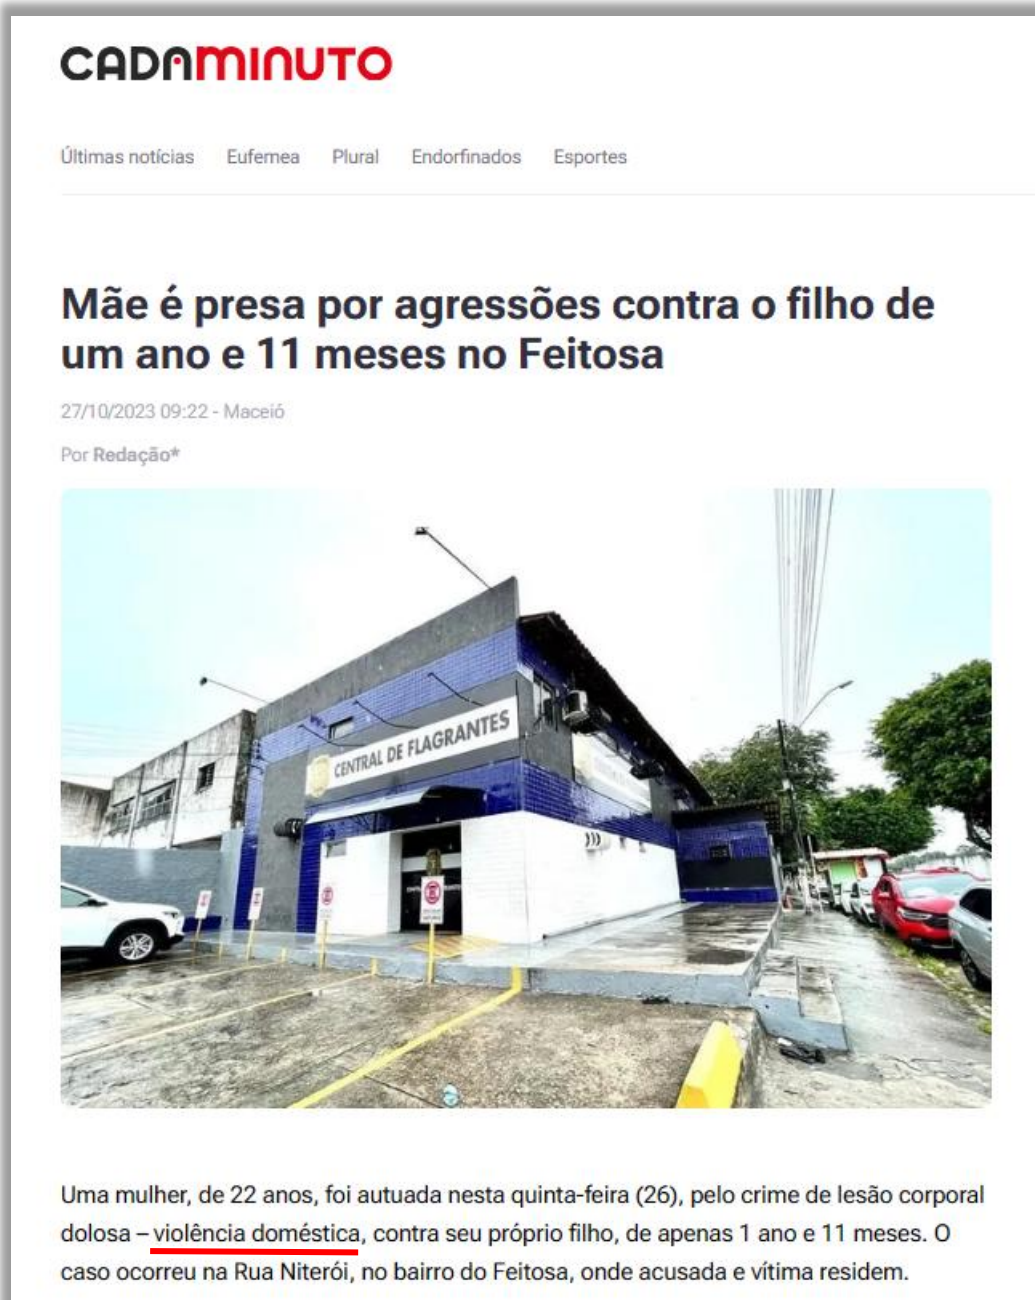 CADAMINUTO
Últimas notícias Eufemea Plural Endorfinados Esportes
Mãe é presa por agressões contra o filho de
um ano e 11 meses no Feitosa
27/10/2023 09:22 - Maceió
Por Redação*
CENTRAL DE FLAGRANTES
Uma mulher, de 22 anos, foi autuada nesta quinta-feira (26), pelo crime de lesão corporal
dolosa – violência doméstica, contra seu próprio filho, de apenas 1 ano e 11 meses. O
caso ocorreu na Rua Niterói, no bairro do Feitosa, onde acusada e vítima residem.